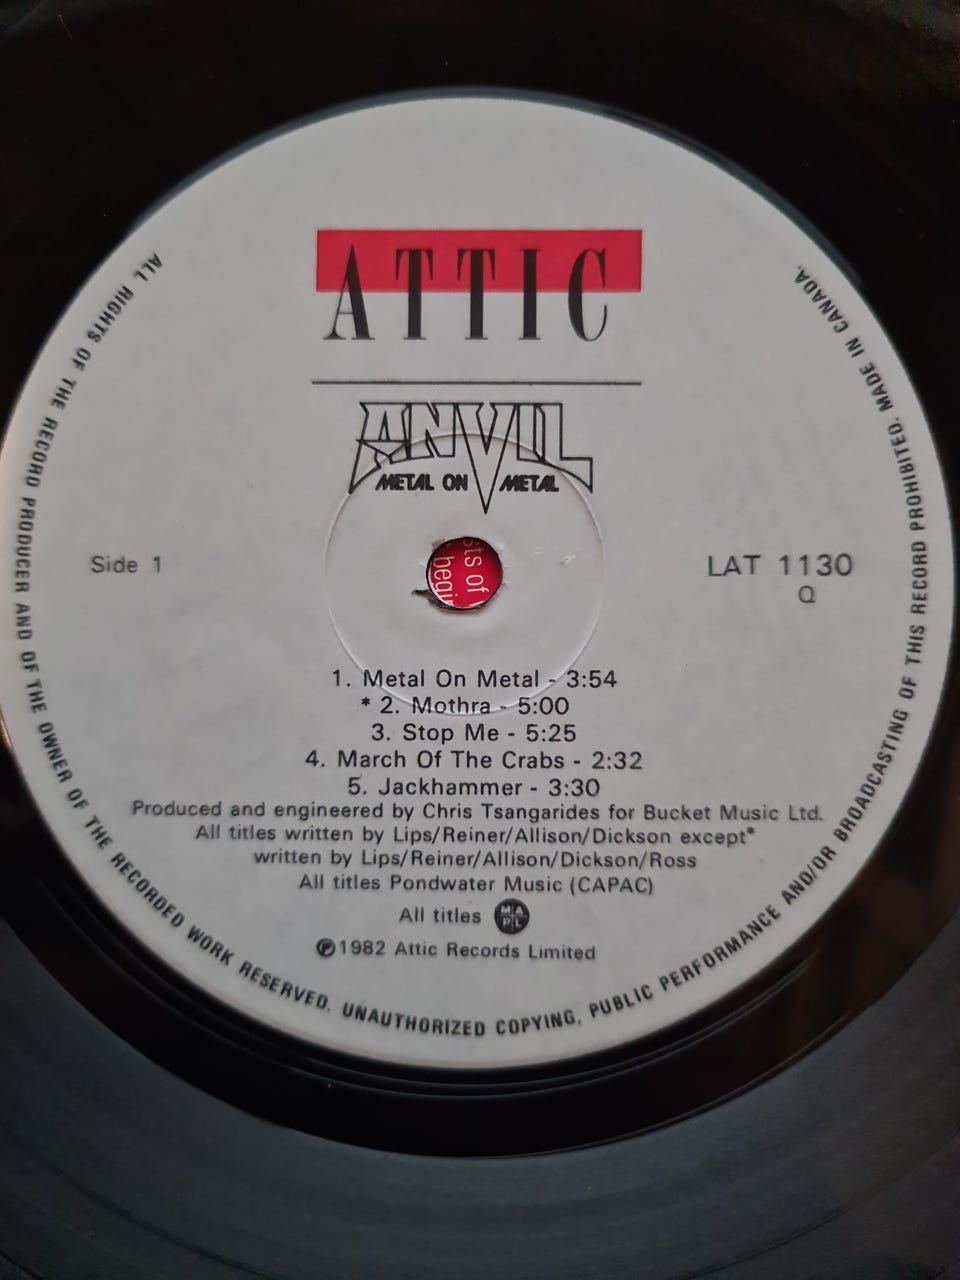 ATTIC
ANVIL
METAL ON METAL
Side 1
LAT 1130
Q
sts of
begi
1. Metal On Metal - 3:54
* 2. Mothra - 5:00
3. Stop Me - 5:25
4. March Of The Crabs - 2:32
5. Jackhammer - 3:30
Produced and engineered by Chris Tsangarides for Bucket Music Ltd.
All titles written by Lips/Reiner/Allison/Dickson except*
written by Lips/Reiner/Allison/Dickson/Ross
All titles Pondwater Music (CAPAC)
All titles MAPL
℗1982 Attic Records Limited
ALL RIGHTS OF THE RECORD PRODUCER AND OF THE OWNER OF THE RECORDED WORK RESERVED. UNAUTHORIZED COPYING, PUBLIC PERFORMANCE AND/OR BROADCASTING OF THIS RECORD PROHIBITED. MADE IN CANADA.